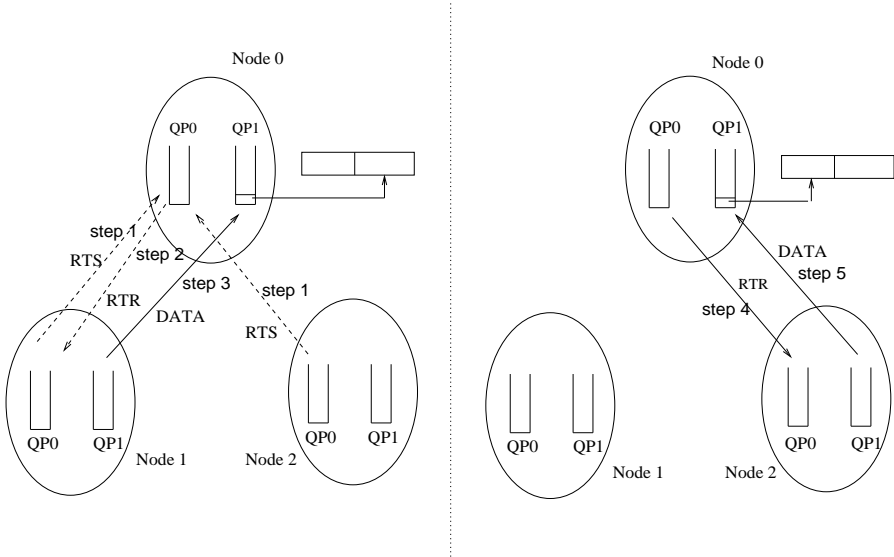 Node 0
QP0
QP1
step 1
step 2
RTS
step 3
step 1
RTR
DATA
RTS
QP0
QP1
QP0
QP1
Node 1
Node 2
Node 0
QP0
QP1
DATA
step 5
RTR
step 4
QP0
QP1
QP0
QP1
Node 1
Node 2